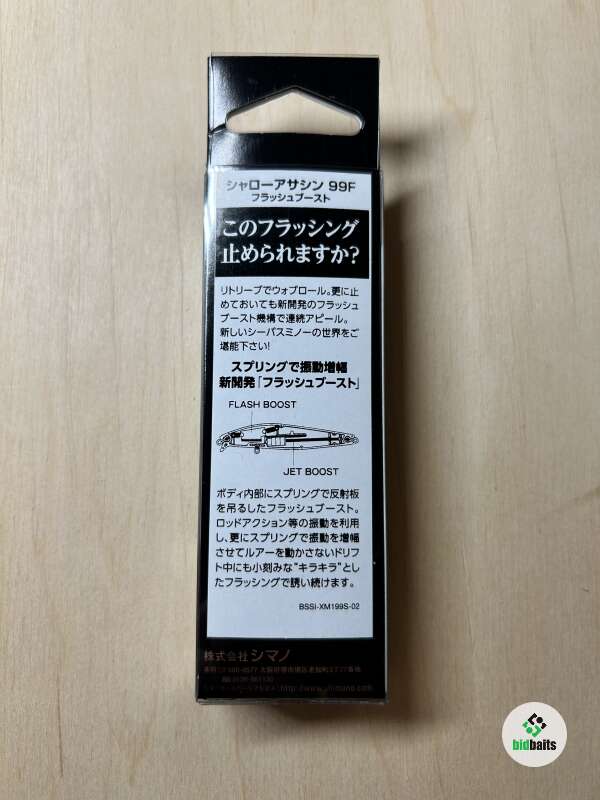 シャローアサシン 99F
フラッシュブースト
このフラッシング
止められますか?
リトリーブでウォブロール。更に止
めておいても新開発のフラッシュ
ブースト機構で連続アピール。
新しいシーバスミノーの世界をご
堪能下さい!
スプリングで振動増幅
新開発「フラッシュブースト」
FLASH BOOST
JET BOOST
ボディ内部にスプリングで反射板
を吊るしたフラッシュブースト。
ロッドアクション等の振動を利用
し、更にスプリングで振動を増幅
させてルアーを動かさないドリフ
ト中にも小刻みな"キラキラ"とし
たフラッシングで誘い続けます。
BSSI-XM199S-02
株式会社シマノ
bidbaits